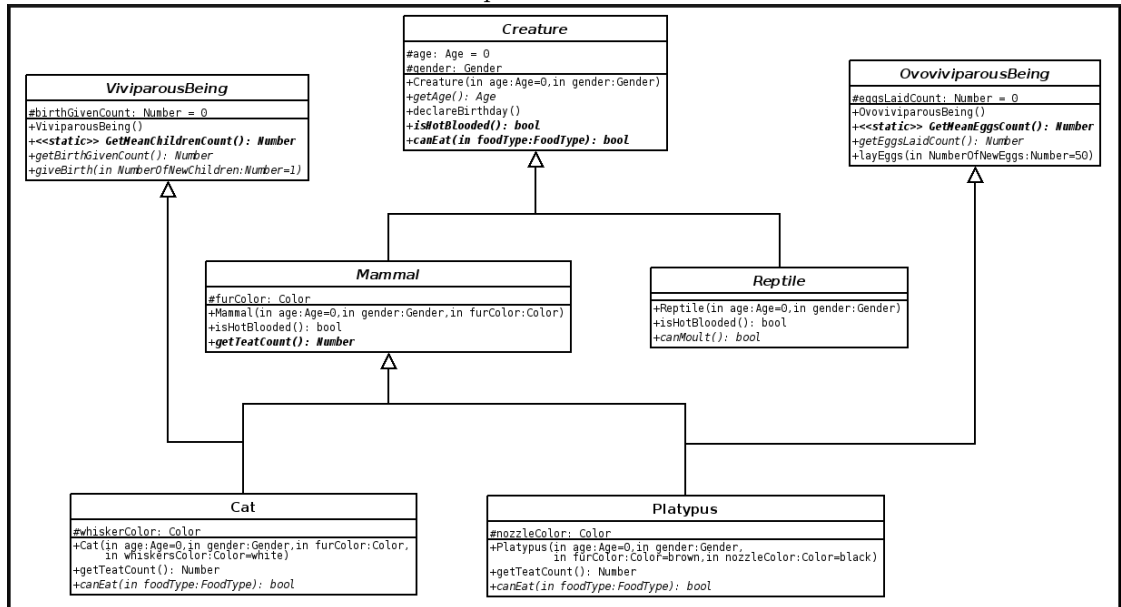 Creature
#age: Age = 0
#gender: Gender
+Creature(in age:Age=0,in gender:Gender)
+getAge(): Age
+declareBirthday()
+isHotBlooded(): bool
+canEat(in foodType:FoodType): bool
ViviparousBeing
#birthGivenCount: Number = 0
+ViviparousBeing()
+<<static>> GetMeanChildrenCount(): Number
+getBirthGivenCount(): Number
+giveBirth(in NumberOfNewChildren:Number=1)
OvoviviparousBeing
#eggsLaidCount: Number = 0
+OvoviviparousBeing()
+<<static>> GetMeanEggsCount(): Number
+getEggsLaidCount(): Number
+layEggs(in NumberOfNewEggs:Number=50)
Mammal
#furColor: Color
+Mammal(in age:Age=0,in gender:Gender,in furColor:Color)
+isHotBlooded(): bool
+getTeatCount(): Number
Reptile
+Reptile(in age:Age=0,in gender:Gender)
+isHotBlooded(): bool
+canMoult(): bool
Cat
#whiskerColor: Color
+Cat(in age:Age=0,in gender:Gender,in furColor:Color,
in whiskersColor:Color=white)
+getTeatCount(): Number
+canEat(in foodType:FoodType): bool
Platypus
#nozzleColor: Color
+Platypus(in age:Age=0,in gender:Gender,
in furColor:Color=brown,in nozzleColor:Color=black)
+getTeatCount(): Number
+canEat(in foodType:FoodType): bool